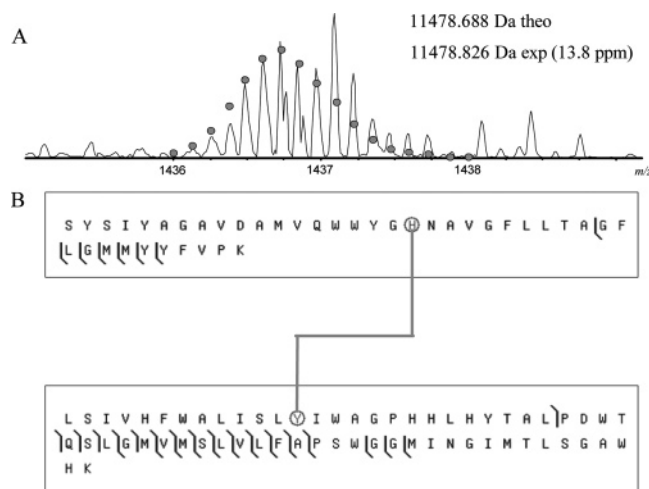 A
11478.688 Da theo
11478.826 Da exp (13.8 ppm)
1436 1437 1438 m/z
B
S Y S I Y A G A V D A M V Q W W Y G H N A V G F L L T A G F
L G M M Y Y F V P K
L S I V H F W A L I S L Y I W A G P H H L H Y T A L P D W T
Q S L G M V M S L V L F A P S W G G M I N G I M T L S G A W
H K